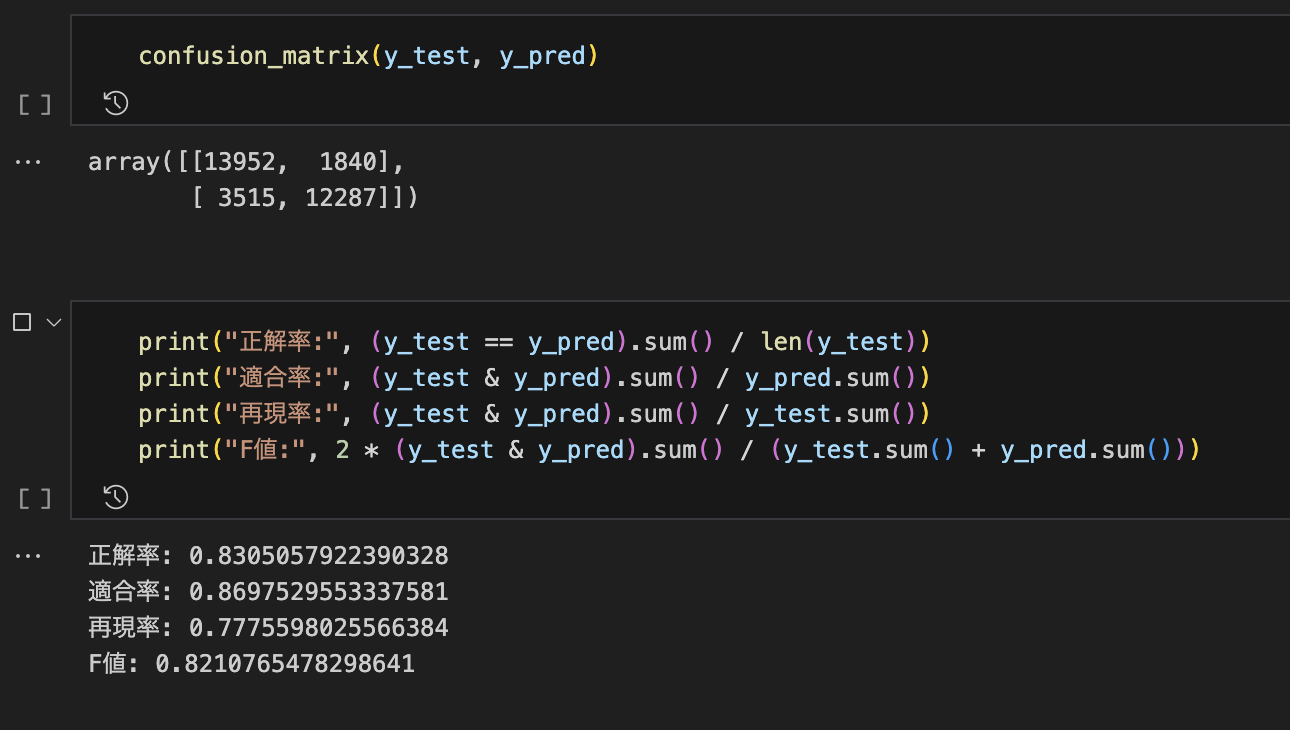 confusion_matrix(y_test, y_pred)
[ ]
... array([[13952,  1840],
       [ 3515, 12287]])
print("正解率:", (y_test == y_pred).sum() / len(y_test))
print("適合率:", (y_test & y_pred).sum() / y_pred.sum())
print("再現率:", (y_test & y_pred).sum() / y_test.sum())
print("F値:", 2 * (y_test & y_pred).sum() / (y_test.sum() + y_pred.sum()))
[ ]
... 正解率: 0.8305057922390328
適合率: 0.8697529553337581
再現率: 0.7775598025566384
F値: 0.8210765478298641